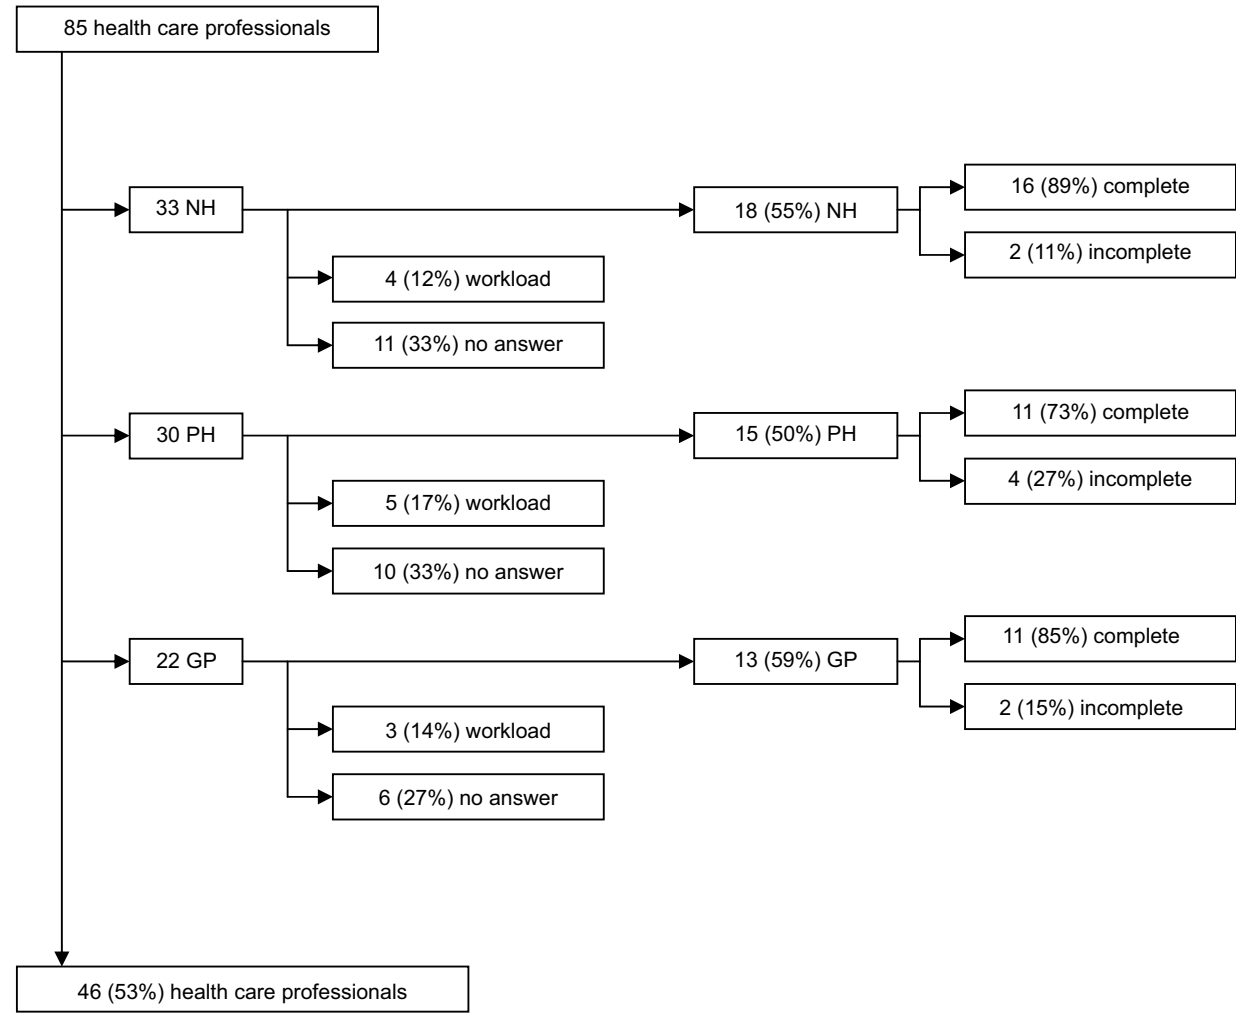 85 health care professionals
33 NH
18 (55%) NH
16 (89%) complete
2 (11%) incomplete
4 (12%) workload
11 (33%) no answer
30 PH
15 (50%) PH
11 (73%) complete
4 (27%) incomplete
5 (17%) workload
10 (33%) no answer
22 GP
13 (59%) GP
11 (85%) complete
2 (15%) incomplete
3 (14%) workload
6 (27%) no answer
46 (53%) health care professionals